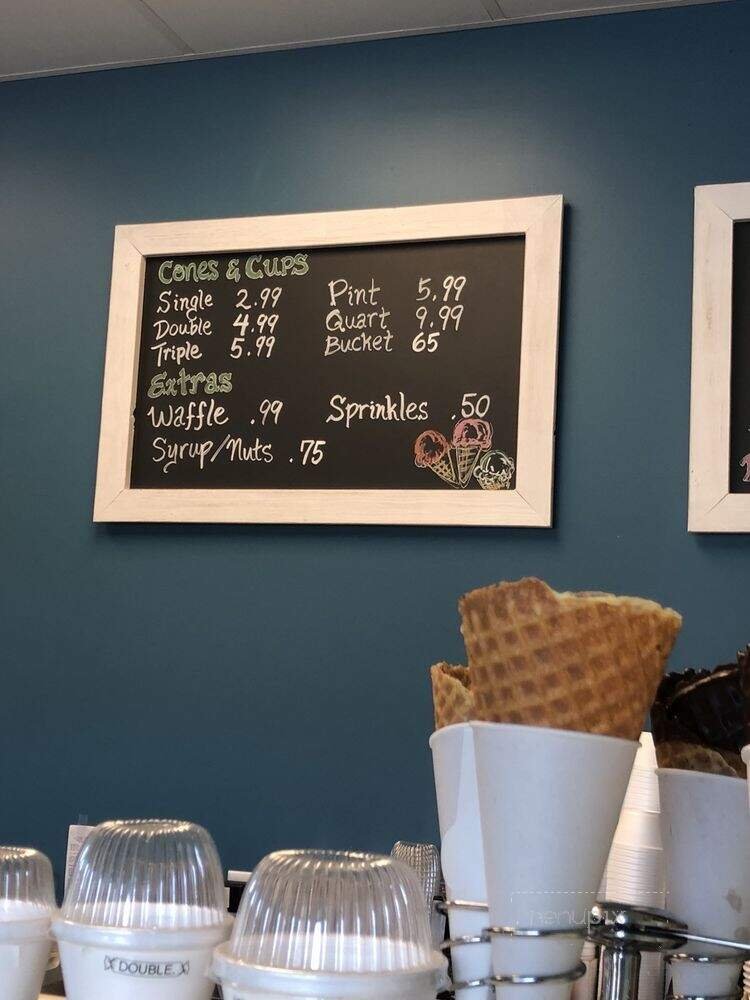 Cones & Cups
Single 2.99
Double 4.99
Triple 5.99
Pint 5.99
Quart 9.99
Bucket 65
Extras
Waffle .99
Sprinkles .50
Syrup/Nuts .75
DOUBLE
menupix